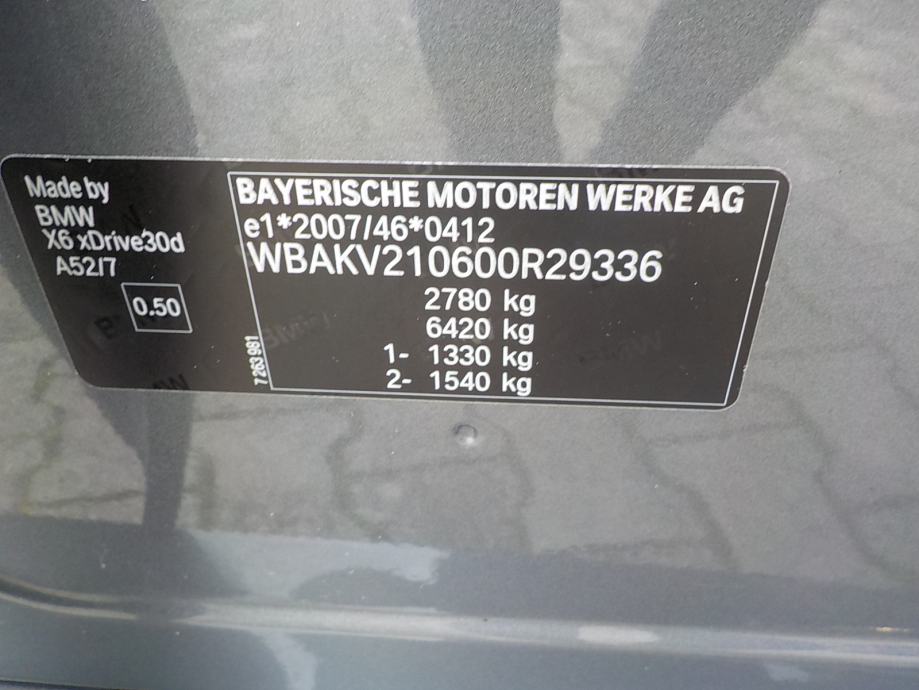 Made by
BMW
X6 xDrive30d
A52/7
0.50
7 263 981
BAYERISCHE MOTOREN WERKE AG
e1*2007/46*0412
WBAKV210600R29336
2780 kg
6420 kg
1- 1330 kg
2- 1540 kg